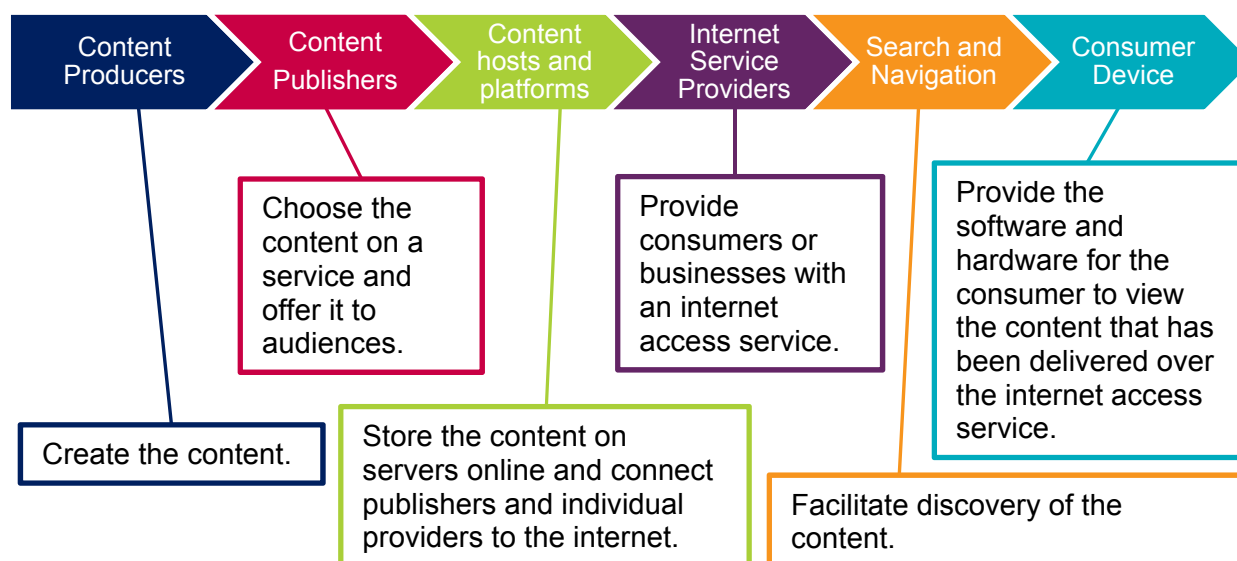 Content
Producers
Content
Publishers
Content
hosts and
platforms
Internet
Service
Providers
Search and
Navigation
Consumer
Device
Choose the
content on a
service and
offer it to
audiences.
Provide
consumers or
businesses with
an internet
access service.
Provide the
software and
hardware for the
consumer to view
the content that has
been delivered over
the internet access
service.
Create the content.
Store the content on
servers online and connect
publishers and individual
providers to the internet.
Facilitate discovery of the
content.